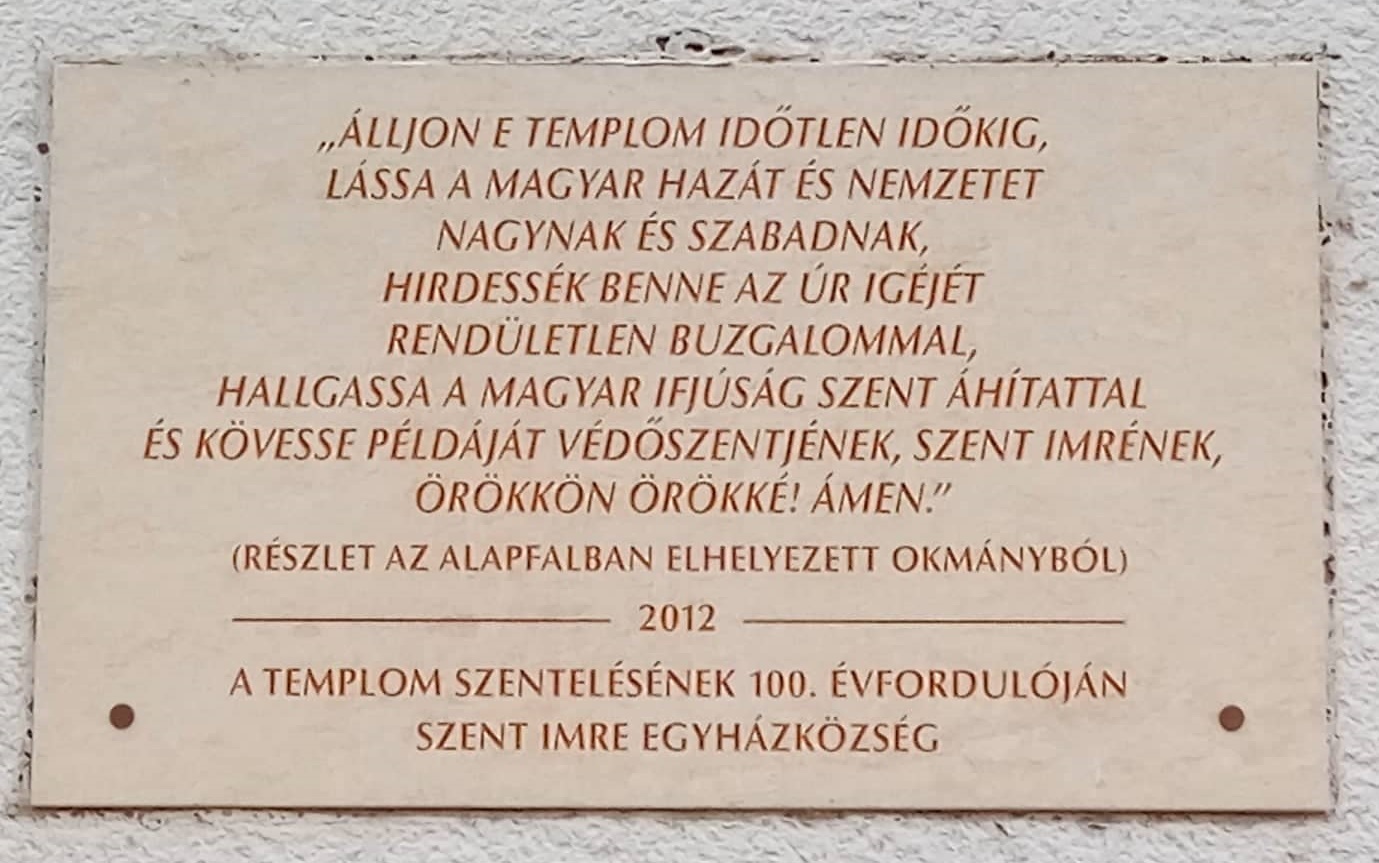 „ÁLLJON E TEMPLOM IDŐTLEN IDŐKIG,
LÁSSA A MAGYAR HAZÁT ÉS NEMZETET
NAGYNAK ÉS SZABADNAK,
HIRDESSÉK BENNE AZ ÚR IGÉJÉT
RENDÜLETLEN BUZGALOMMAL,
HALLGASSA A MAGYAR IFJÚSÁG SZENT ÁHÍTATTAL
ÉS KÖVESSE PÉLDÁJÁT VÉDŐSZENTJÉNEK, SZENT IMRÉNEK,
ÖRÖKKÖN ÖRÖKKÉ! ÁMEN.”
(RÉSZLET AZ ALAPFALBAN ELHELYEZETT OKMÁNYBÓL)
2012
A TEMPLOM SZENTELÉSÉNEK 100. ÉVFORDULÓJÁN
SZENT IMRE EGYHÁZKÖZSÉG